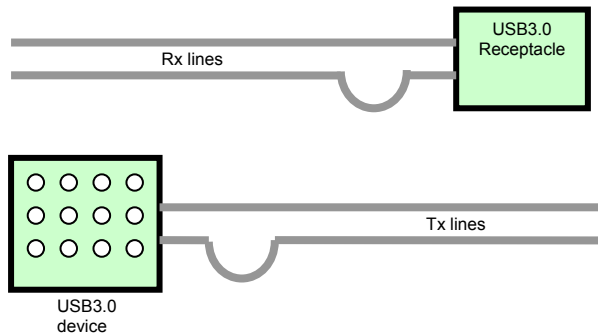 USB3.0
Receptacle
Rx lines
Tx lines
USB3.0
device